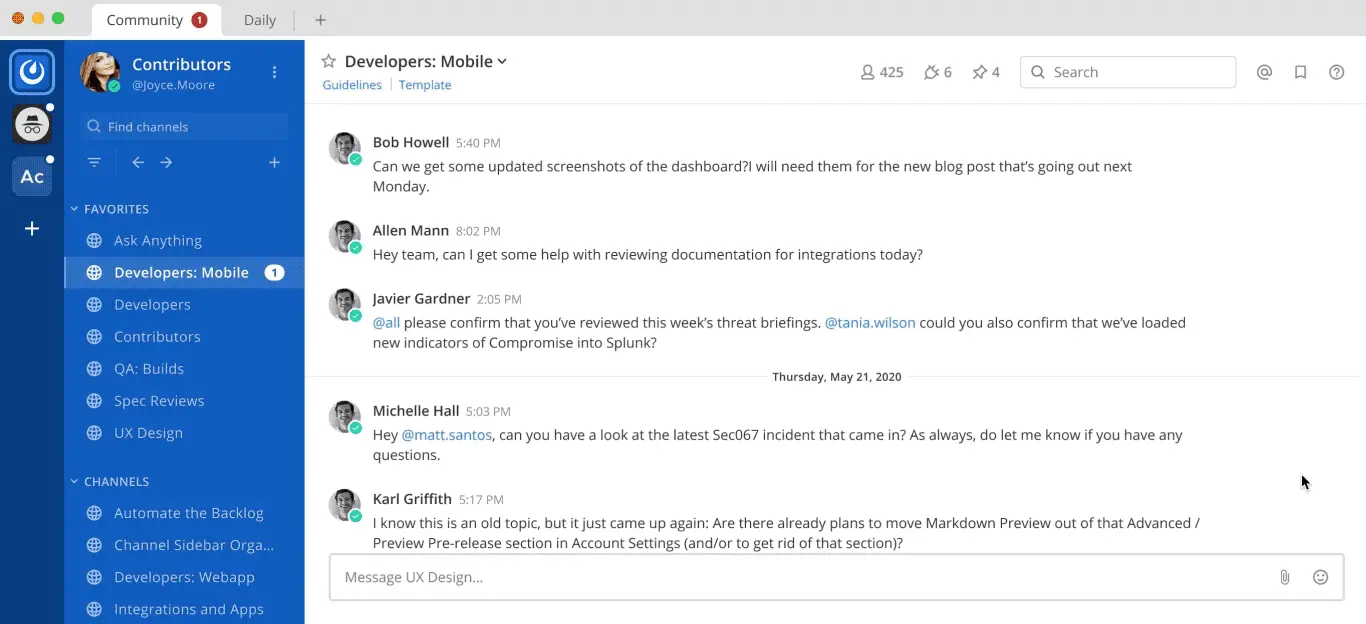 Community 1 Daily +
Contributors
@Joyce.Moore
Find channels
Ac
FAVORITES
Ask Anything
Developers: Mobile 1
Developers
Contributors
QA: Builds
Spec Reviews
UX Design
CHANNELS
Automate the Backlog
Channel Sidebar Orga...
Developers: Webapp
Integrations and Apps
Developers: Mobile
Guidelines Template
425 6 4 Search
Bob Howell 5:40 PM
Can we get some updated screenshots of the dashboard?I will need them for the new blog post that’s going out next
Monday.
Allen Mann 8:02 PM
Hey team, can I get some help with reviewing documentation for integrations today?
Javier Gardner 2:05 PM
@all please confirm that you’ve reviewed this week’s threat briefings. @tania.wilson could you also confirm that we’ve loaded
new indicators of Compromise into Splunk?
Thursday, May 21, 2020
Michelle Hall 5:03 PM
Hey @matt.santos, can you have a look at the latest Sec067 incident that came in? As always, do let me know if you have any
questions.
Karl Griffith 5:17 PM
I know this is an old topic, but it just came up again: Are there already plans to move Markdown Preview out of that Advanced /
Preview Pre-release section in Account Settings (and/or to get rid of that section)?
Message UX Design...